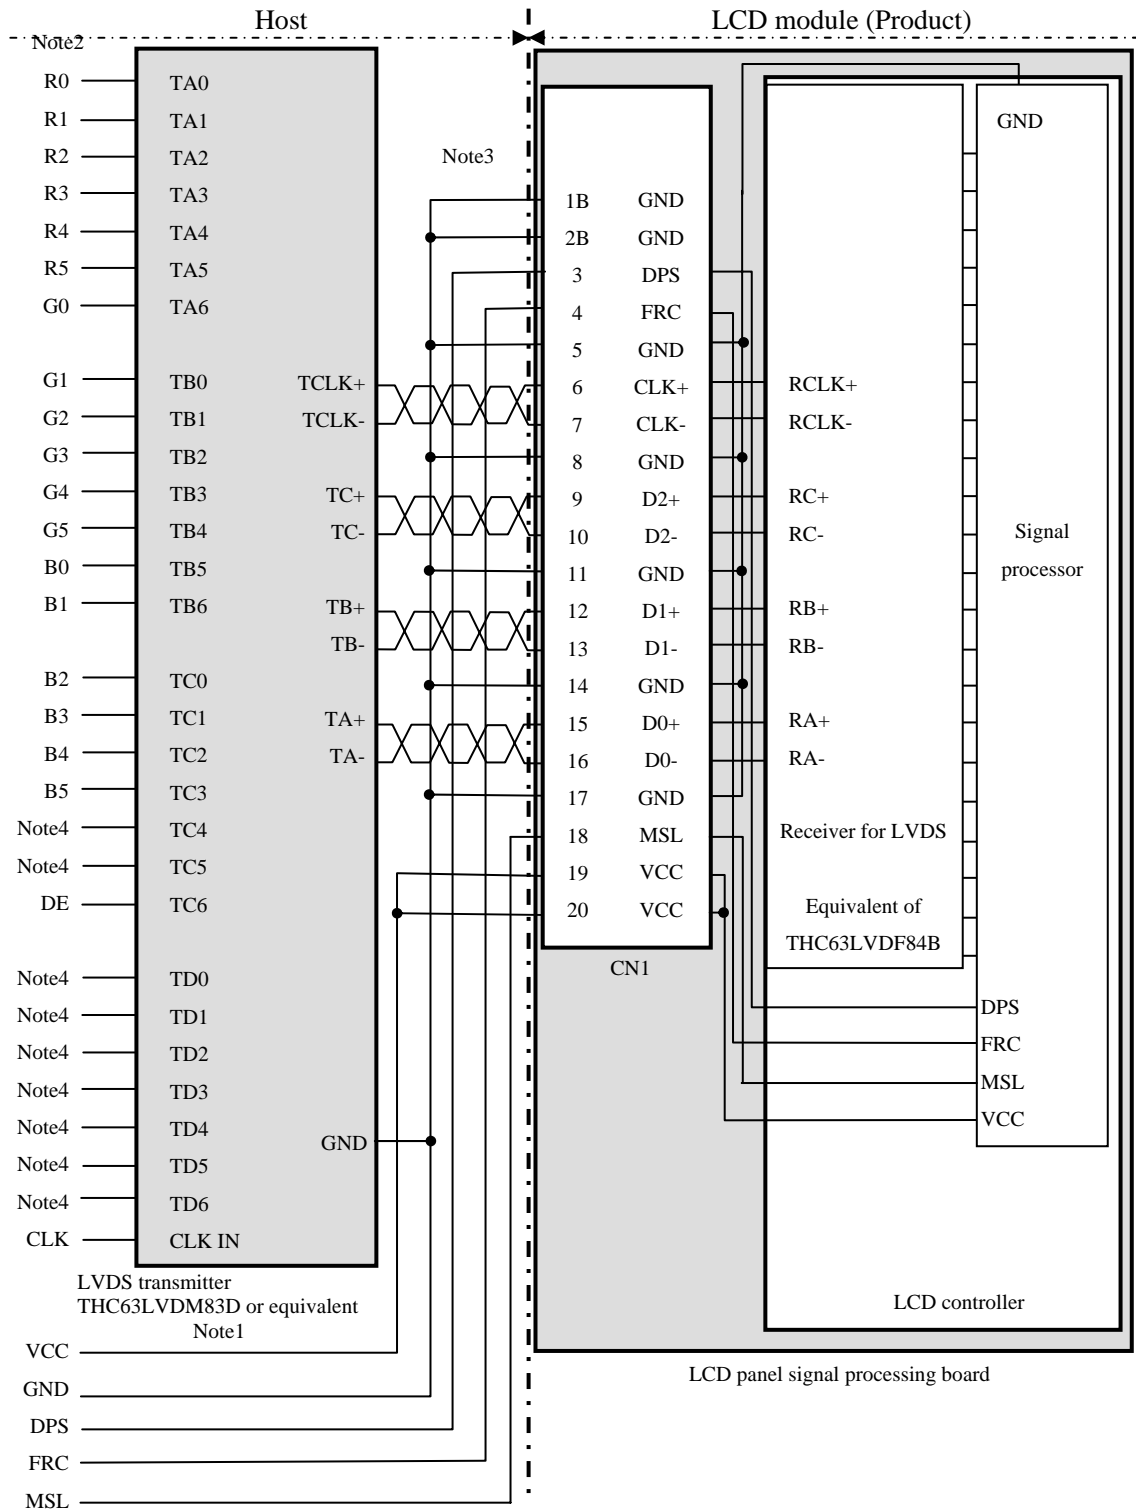 Host
LCD module (Product)
Note2
R0 TA0
R1 TA1
R2 TA2
R3 TA3
R4 TA4
R5 TA5
G0 TA6
G1 TB0 TCLK+
G2 TB1 TCLK-
G3 TB2
G4 TB3 TC+
G5 TB4 TC-
B0 TB5
B1 TB6 TB+
TB-
B2 TC0
B3 TC1 TA+
B4 TC2 TA-
B5 TC3
Note4 TC4
Note4 TC5
DE TC6
Note4 TD0
Note4 TD1
Note4 TD2
Note4 TD3
Note4 TD4
GND
Note4 TD5
Note4 TD6
CLK CLK IN
LVDS transmitter
THC63LVDM83D or equivalent
Note1
VCC
GND
DPS
FRC
MSL
Note3
1B GND
2B GND
3 DPS
4 FRC
5 GND
6 CLK+
7 CLK-
8 GND
9 D2+
10 D2-
11 GND
12 D1+
13 D1-
14 GND
15 D0+
16 D0-
17 GND
18 MSL
19 VCC
20 VCC
CN1
RCLK+
RCLK-
RC+
RC-
RB+
RB-
RA+
RA-
Receiver for LVDS
Equivalent of
THC63LVDF84B
GND
Signal
processor
DPS
FRC
MSL
VCC
LCD controller
LCD panel signal processing board